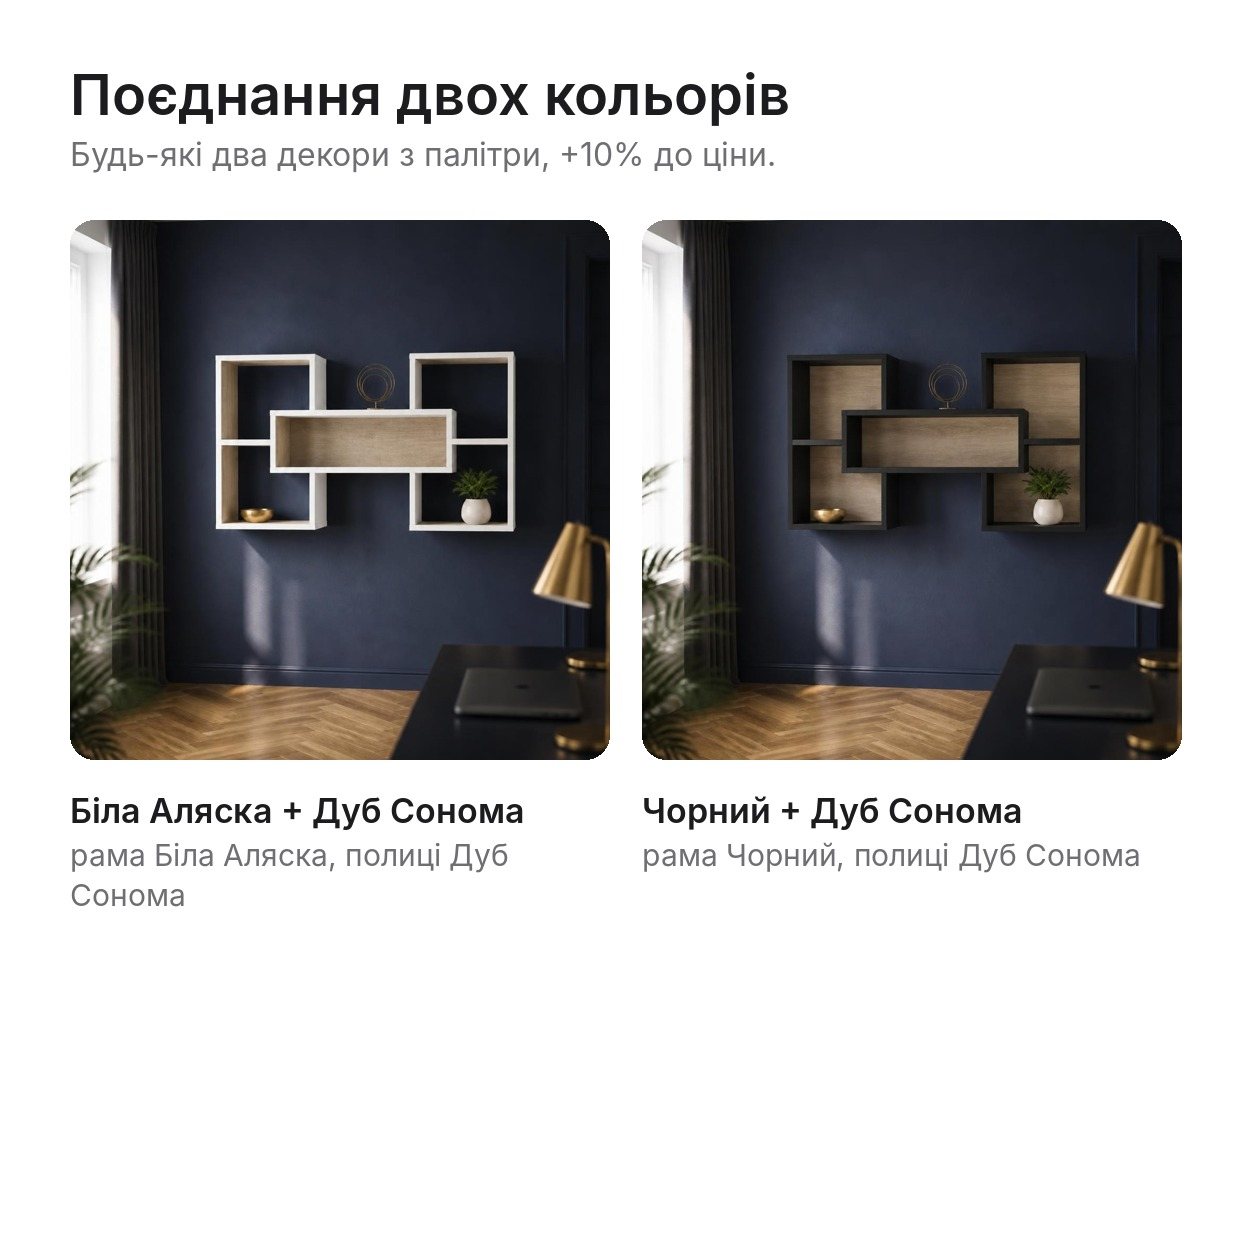 Поєднання двох кольорів
Будь-які два декори з палітри, +10% до ціни.
Біла Аляска + Дуб Сонома
рама Біла Аляска, полиці Дуб
Сонома
Чорний + Дуб Сонома
рама Чорний, полиці Дуб Сонома